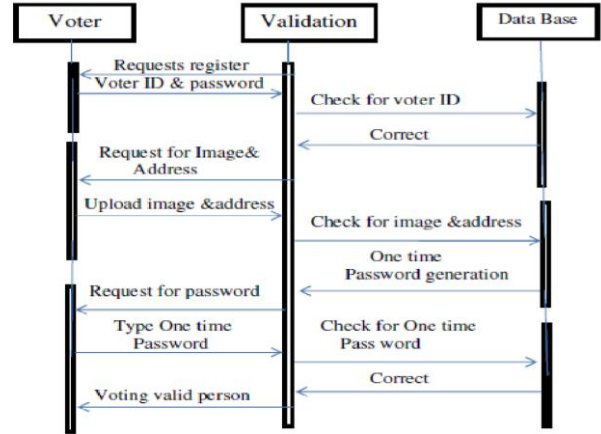 Voter
Validation
Data Base
Requests register
Voter ID & password
Check for voter ID
Correct
Request for Image&
Address
Upload image &address
Check for image &address
One time
Password generation
Request for password
Type One time
Password
Check for One time
Pass word
Correct
Voting valid person